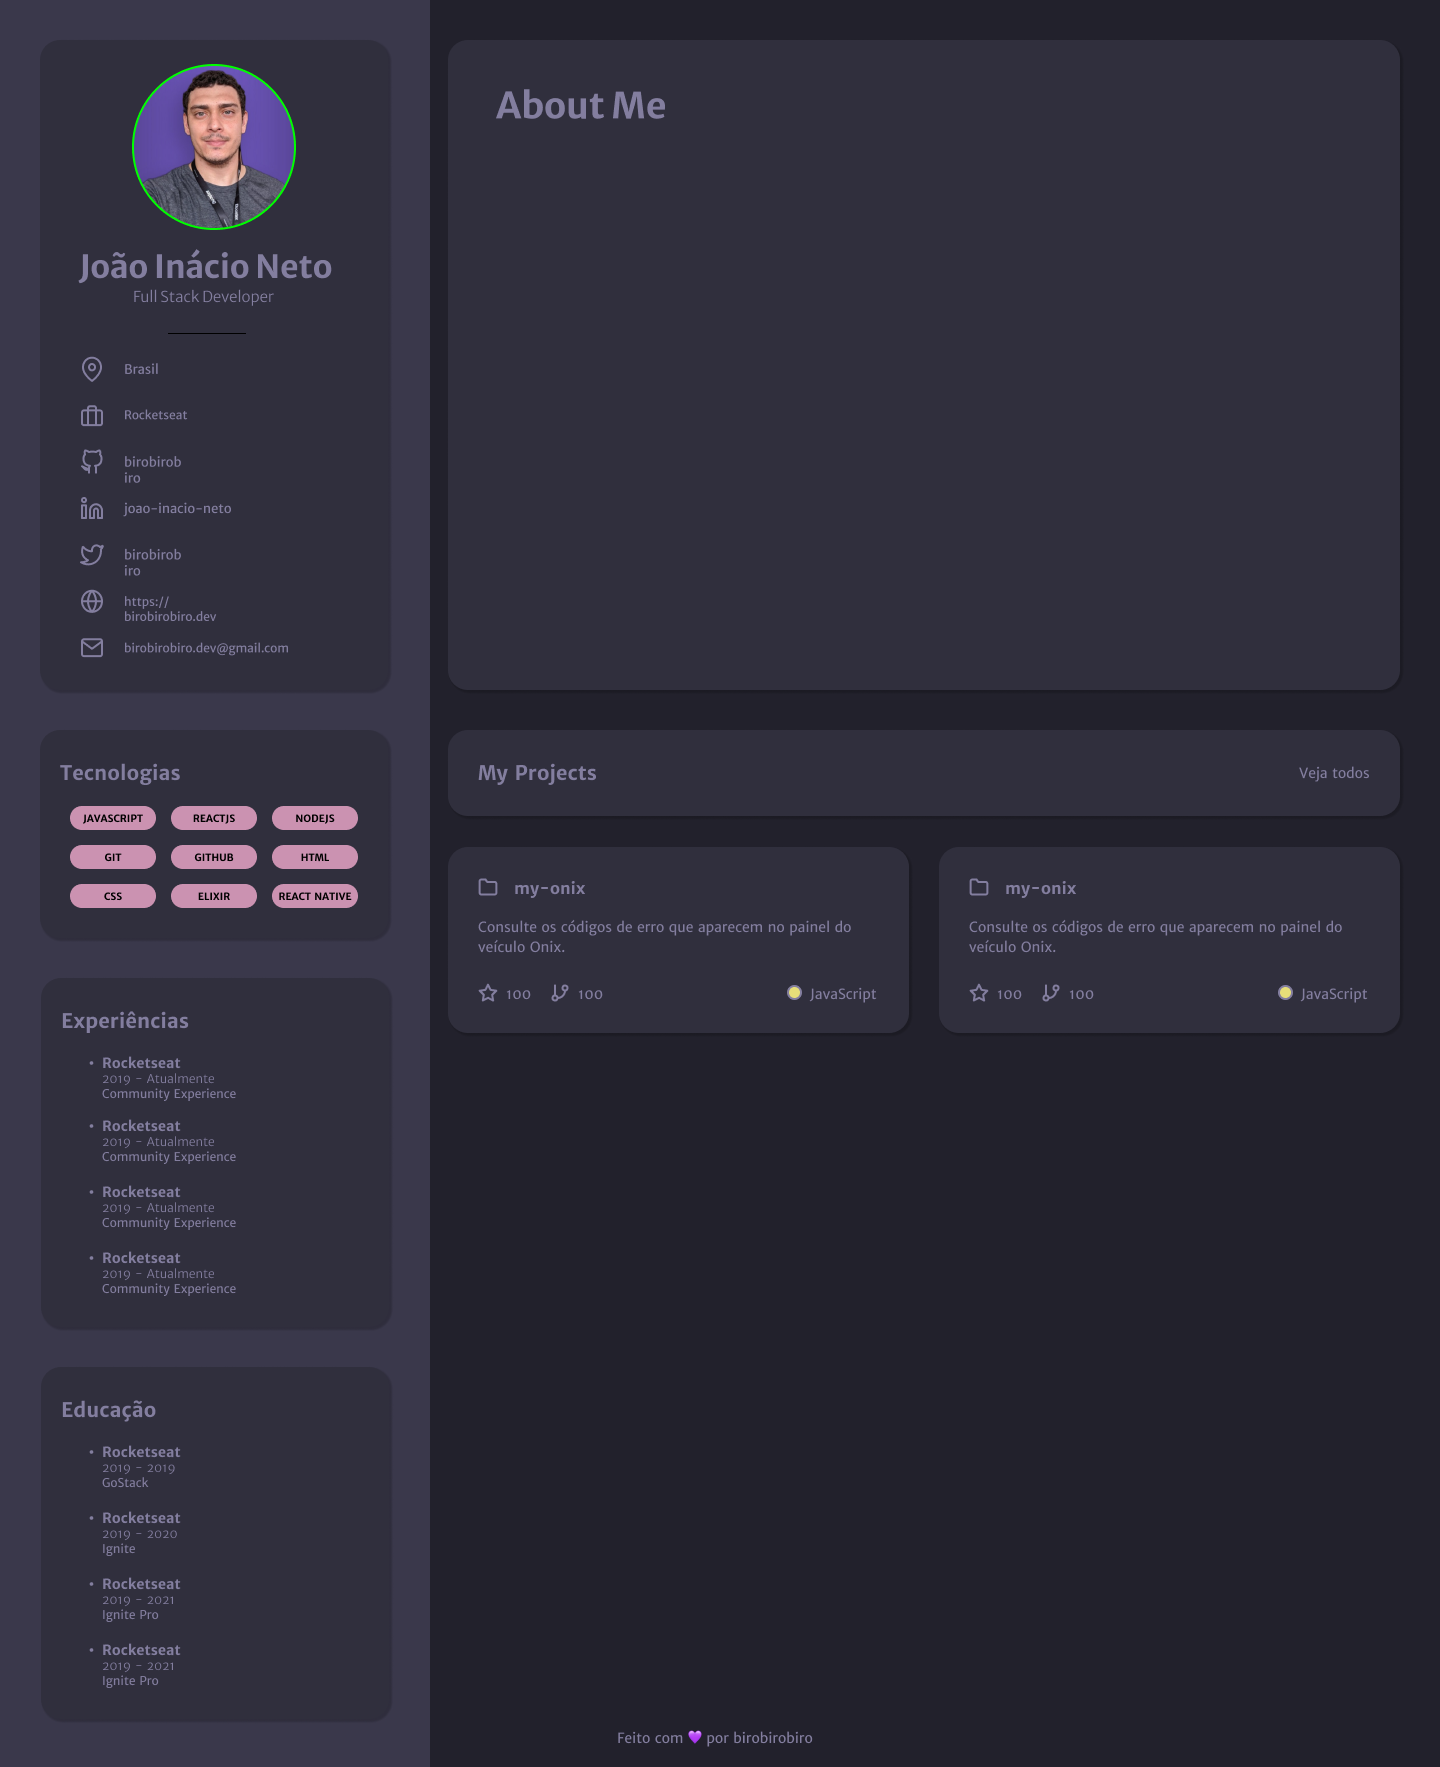 João Inácio Neto
Full Stack Developer
Brasil
Rocketseat
birobirob
iro
joao-inacio-neto
birobirob
iro
https://
birobirobiro.dev
birobirobiro.dev@gmail.com
Tecnologias
JAVASCRIPT REACTJS NODEJS
GIT GITHUB HTML
CSS ELIXIR REACT NATIVE
Experiências
• Rocketseat
2019 - Atualmente
Community Experience
• Rocketseat
2019 - Atualmente
Community Experience
• Rocketseat
2019 - Atualmente
Community Experience
• Rocketseat
2019 - Atualmente
Community Experience
Educação
• Rocketseat
2019 - 2019
GoStack
• Rocketseat
2019 - 2020
Ignite
• Rocketseat
2019 - 2021
Ignite Pro
• Rocketseat
2019 - 2021
Ignite Pro
About Me
My Projects Veja todos
my-onix
Consulte os códigos de erro que aparecem no painel do
veículo Onix.
100 100 JavaScript
my-onix
Consulte os códigos de erro que aparecem no painel do
veículo Onix.
100 100 JavaScript
Feito com 💜 por birobirobiro